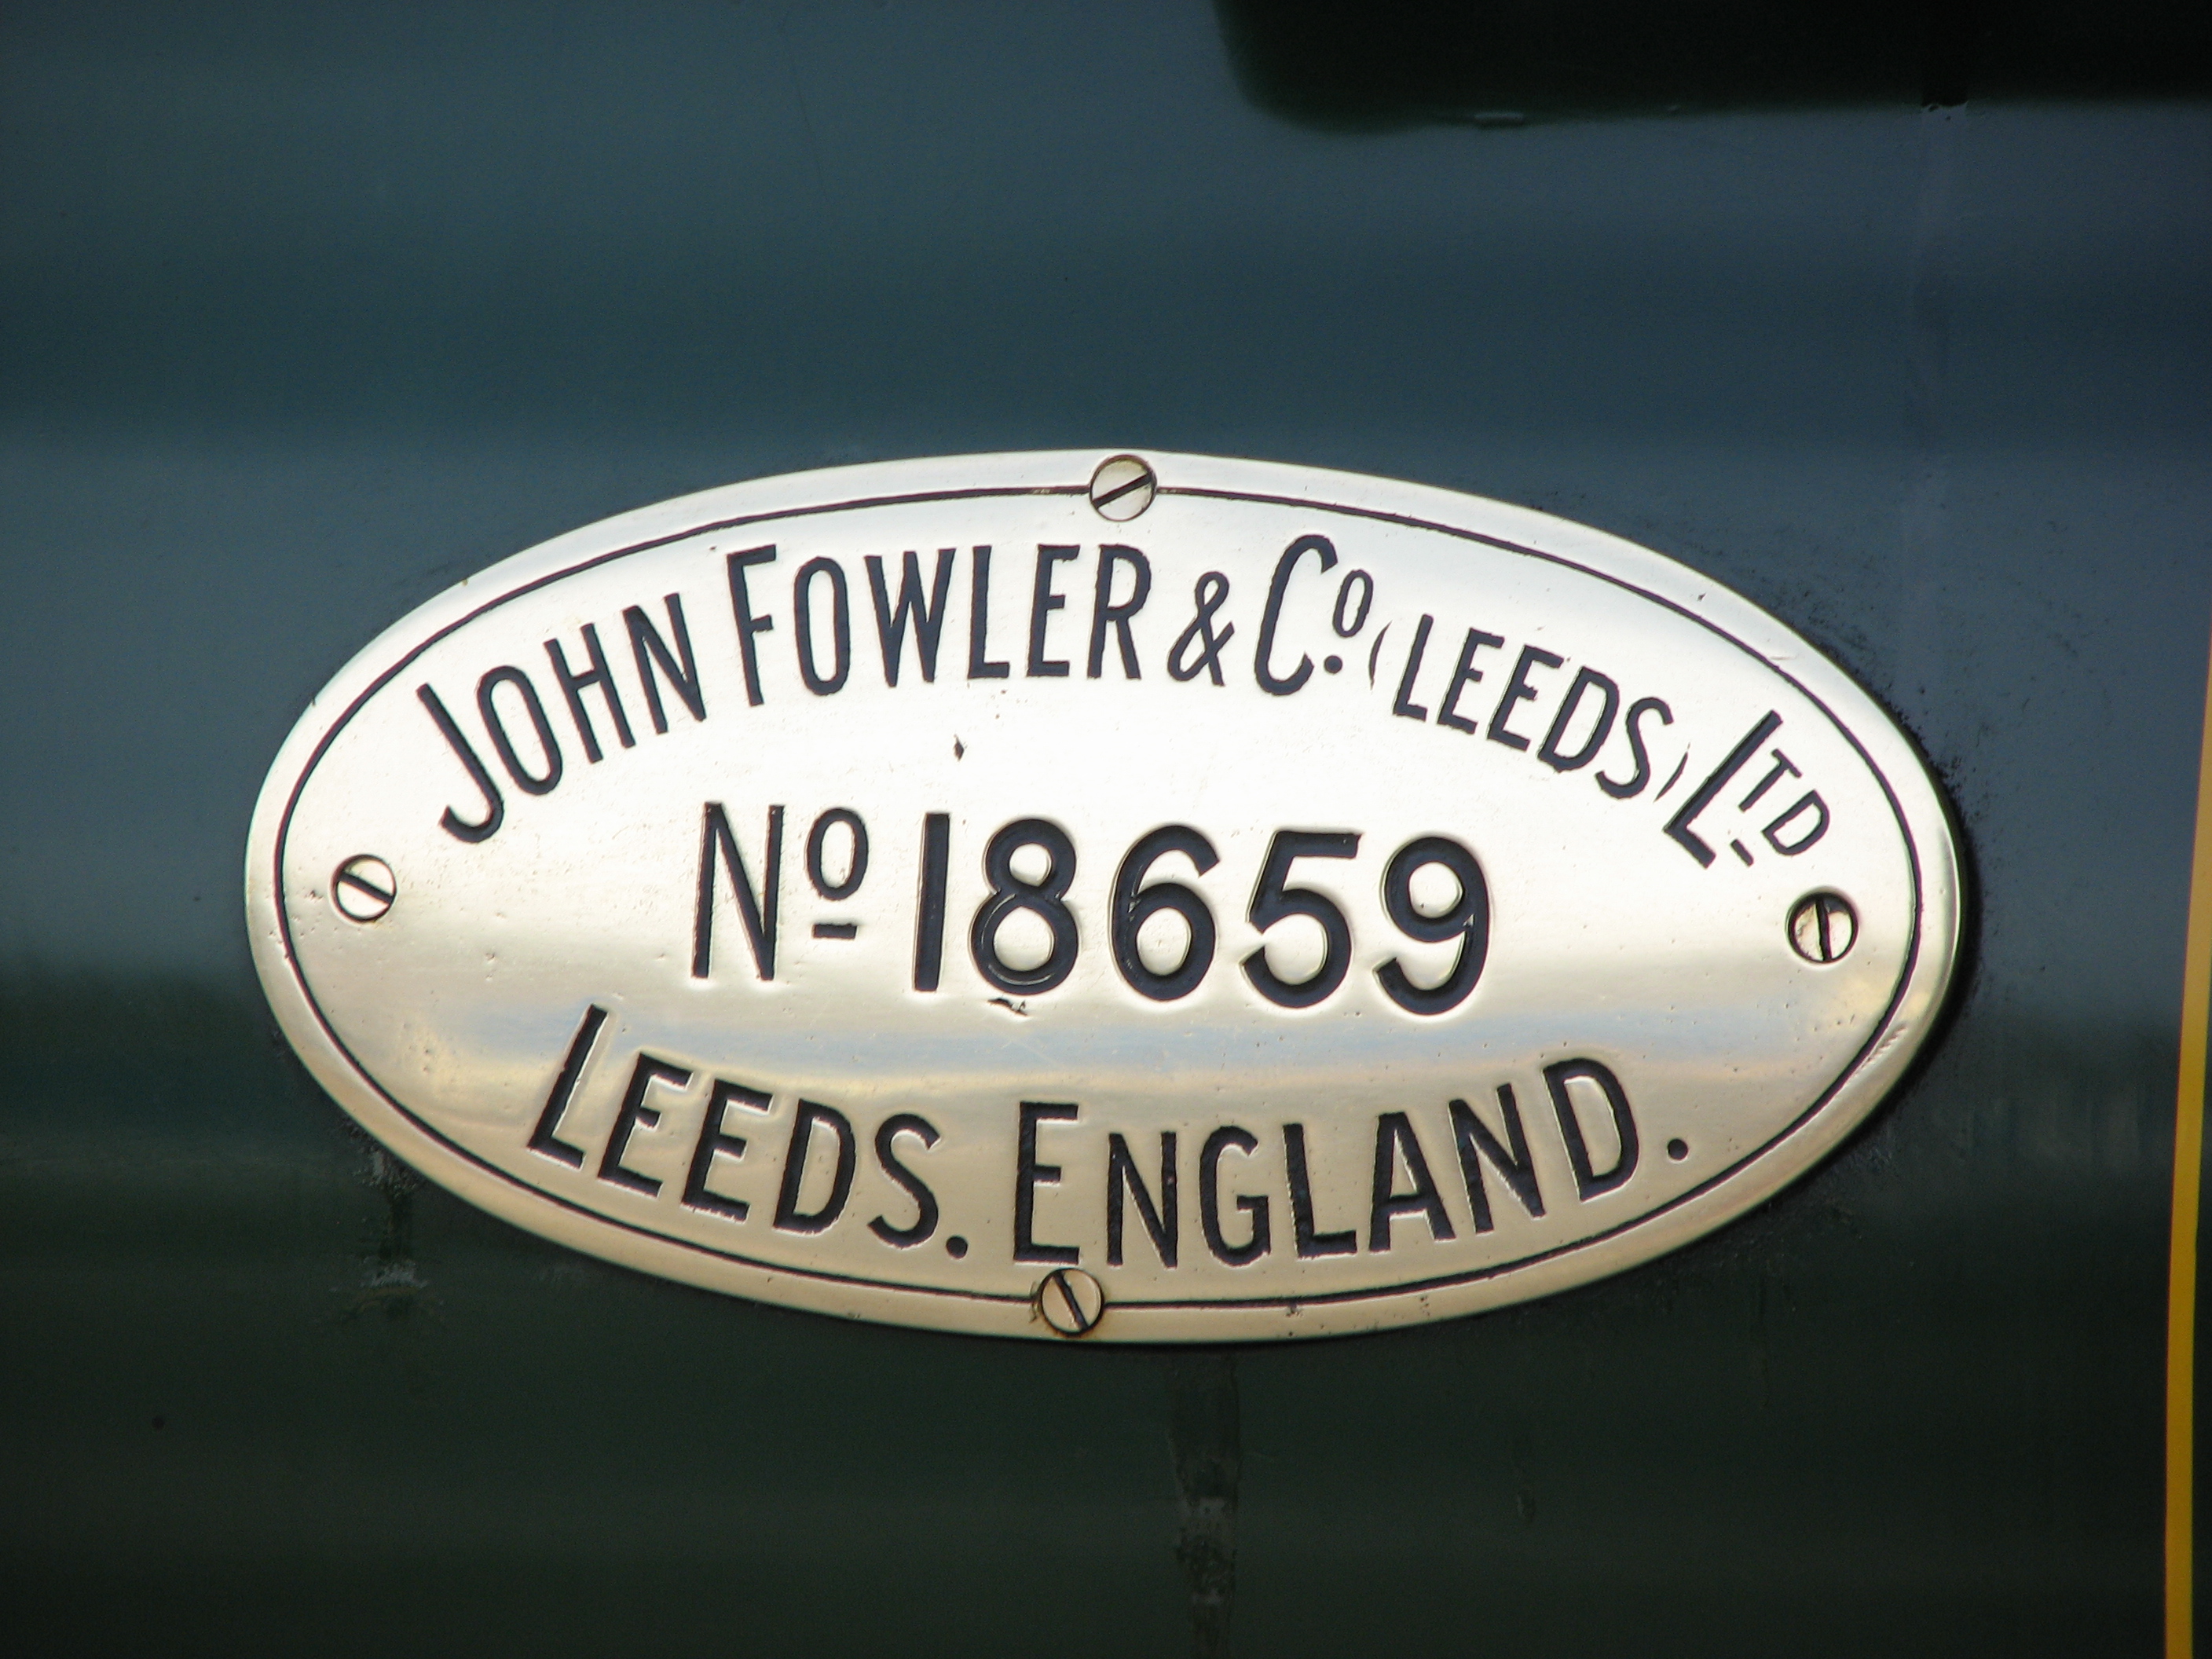 JOHN FOWLER & Cº. (LEEDS) LTD
Nº 18659
LEEDS. ENGLAND.